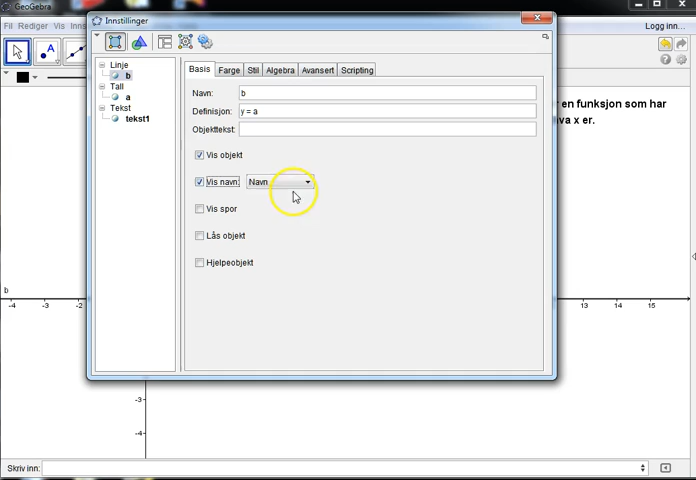 GeoGebra
Innstillinger
Fil Rediger Vis Inns
Logg inn...
Linje
b
Tall
a
Tekst
tekst1
Basis Farge Stil Algebra Avansert Scripting
Navn: b
Definisjon: y = a
Objekttekst:
Vis objekt
Vis navn: Navn
Vis spor
Lås objekt
Hjelpeobjekt
r en funksjon som har
va x er.
b
-4 -3 -2 13 14 15
-3
-4
Skriv inn: